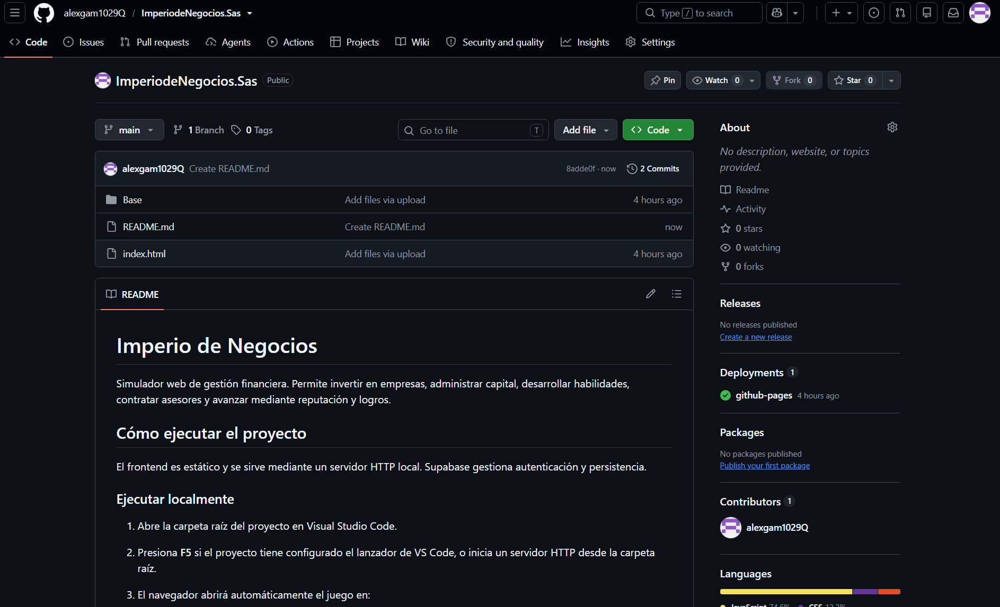 alexgam1029Q / ImperiodeNegocios.Sas
Type / to search
Code Issues Pull requests Agents Actions Projects Wiki Security and quality Insights Settings
ImperiodeNegocios.Sas Public
Pin Watch 0 Fork 0 Star 0
main 1 Branch 0 Tags
Go to file T Add file Code
alexgam1029Q Create README.md 8adde0f · now 2 Commits
Base Add files via upload 4 hours ago
README.md Create README.md now
index.html Add files via upload 4 hours ago
README
Imperio de Negocios
Simulador web de gestión financiera. Permite invertir en empresas, administrar capital, desarrollar habilidades,
contratar asesores y avanzar mediante reputación y logros.
Cómo ejecutar el proyecto
El frontend es estático y se sirve mediante un servidor HTTP local. Supabase gestiona autenticación y persistencia.
Ejecutar localmente
1. Abre la carpeta raíz del proyecto en Visual Studio Code.
2. Presiona F5 si el proyecto tiene configurado el lanzador de VS Code, o inicia un servidor HTTP desde la carpeta
raíz.
3. El navegador abrirá automáticamente el juego en:
About
No description, website, or topics
provided.
Readme
Activity
0 stars
0 watching
0 forks
Releases
No releases published
Create a new release
Deployments 1
github-pages 4 hours ago
Packages
No packages published
Publish your first package
Contributors 1
alexgam1029Q
Languages
JavaScript 74.6% CSS